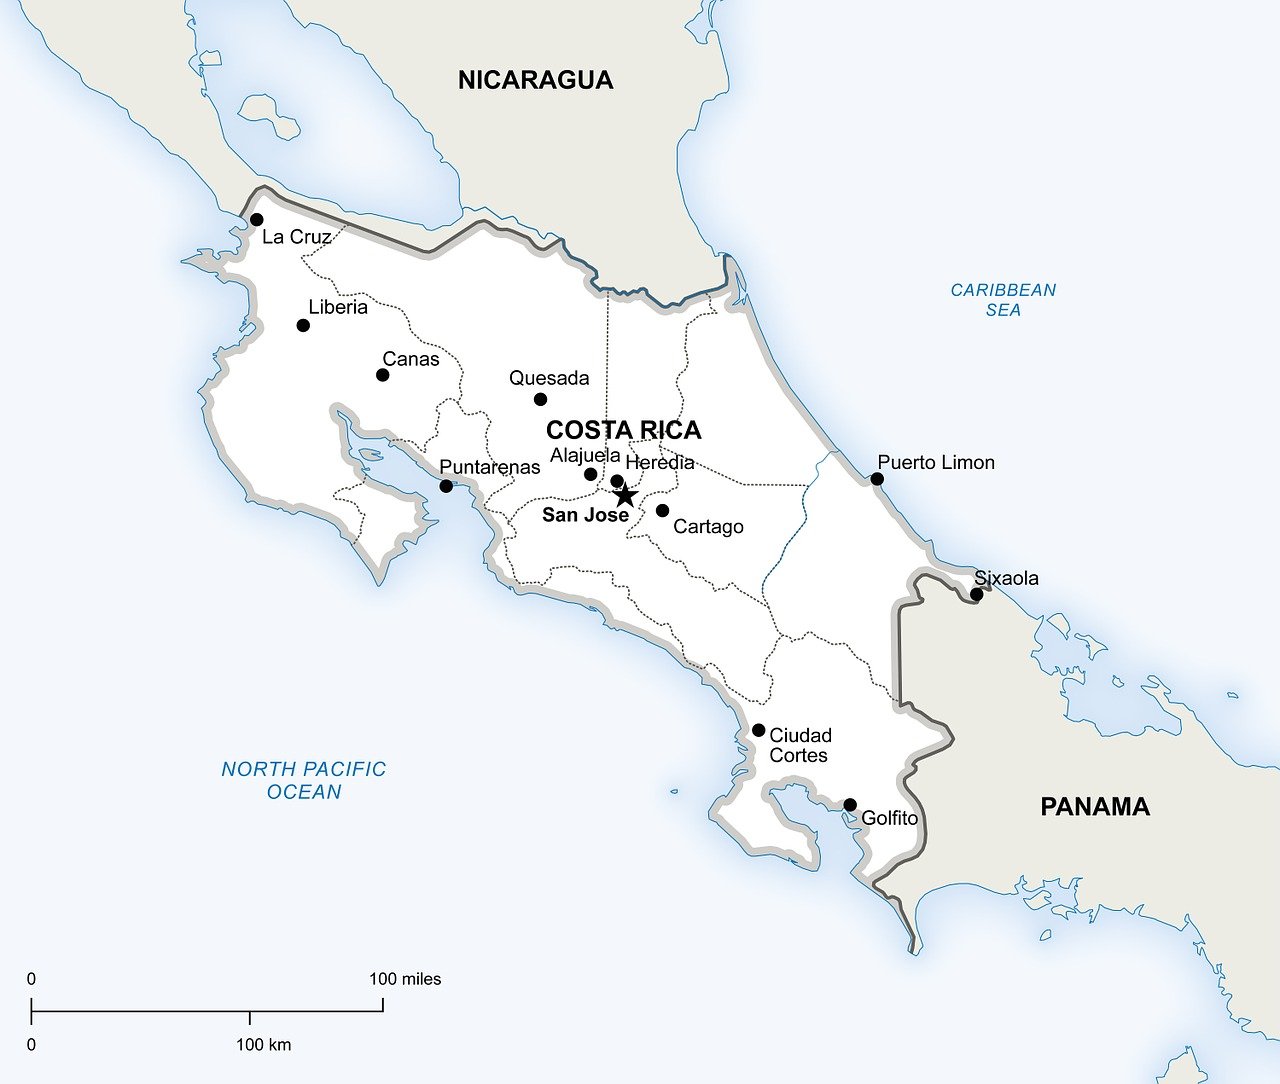 NICARAGUA
La Cruz
CARIBBEAN
SEA
Liberia
Canas
Quesada
COSTA RICA
Alajuela
Heredia
Puntarenas
Puerto Limon
San Jose
Cartago
Sixaola
Ciudad
Cortes
NORTH PACIFIC
OCEAN
PANAMA
Golfito
0 100 miles
0 100 km